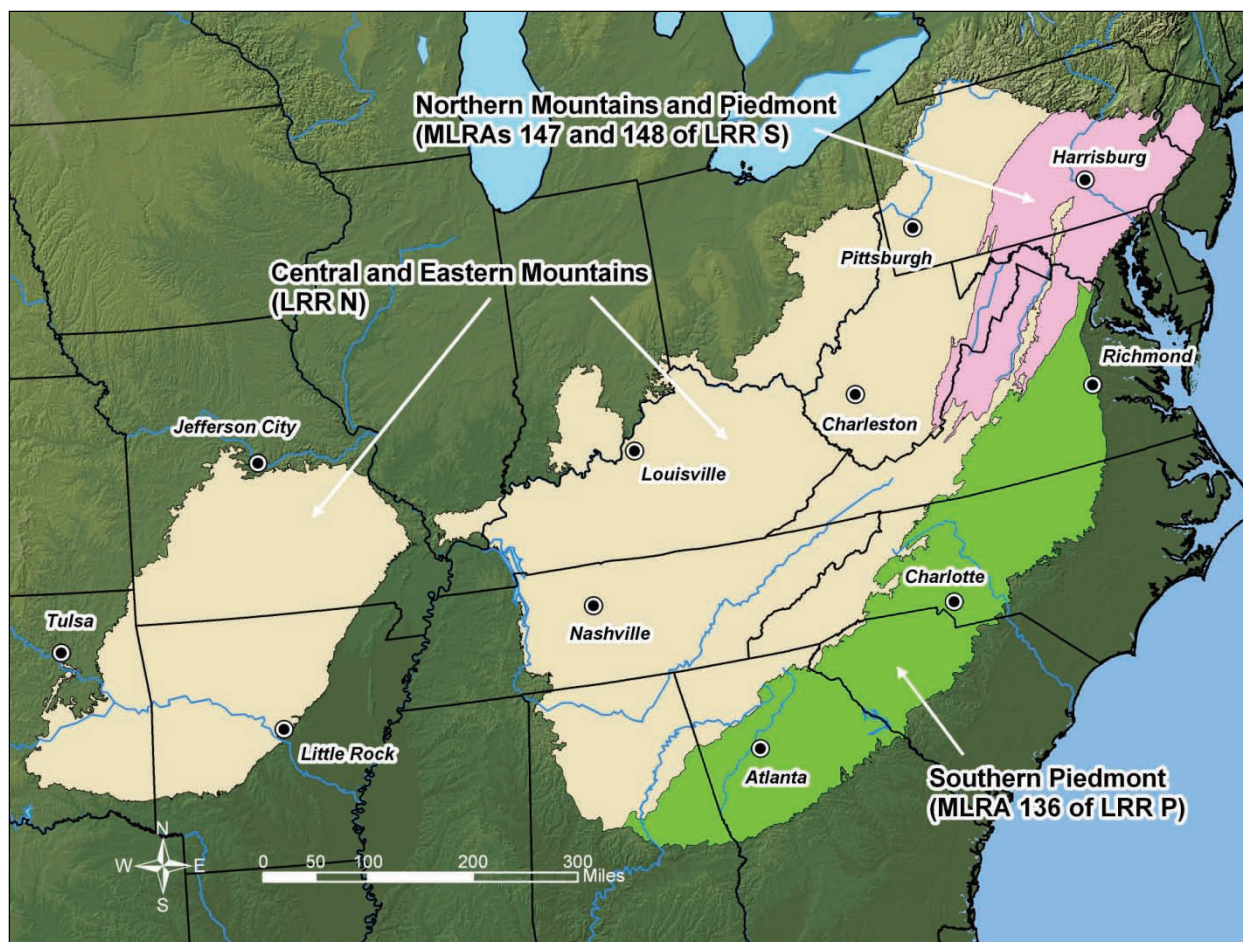 Northern Mountains and Piedmont
(MLRAs 147 and 148 of LRR S)
Harrisburg
Pittsburgh
Central and Eastern Mountains
(LRR N)
Richmond
Charleston
Jefferson City
Louisville
Charlotte
Nashville
Tulsa
Little Rock
Atlanta
Southern Piedmont
(MLRA 136 of LRR P)
N
W E
S
0 50 100 200 300
Miles